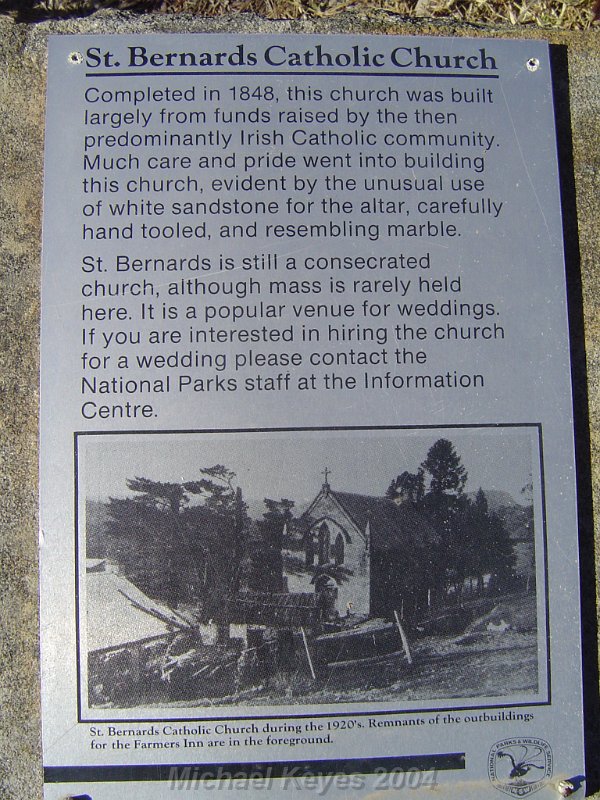 St. Bernards Catholic Church
Completed in 1848, this church was built
largely from funds raised by the then
predominantly Irish Catholic community.
Much care and pride went into building
this church, evident by the unusual use
of white sandstone for the altar, carefully
hand tooled, and resembling marble.
St. Bernards is still a consecrated
church, although mass is rarely held
here. It is a popular venue for weddings.
If you are interested in hiring the church
for a wedding please contact the
National Parks staff at the Information
Centre.
St. Bernards Catholic Church during the 1920's. Remnants of the outbuildings
for the Farmers Inn are in the foreground.
NATIONAL PARKS & WILDLIFE SERVICE
NSW
Michael Keyes 2004